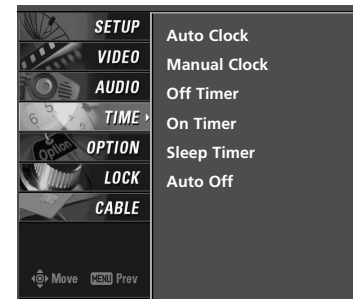 SETUP
VIDEO
AUDIO
TIME
OPTION
LOCK
CABLE
Move MENU Prev
Auto Clock
Manual Clock
Off Timer
On Timer
Sleep Timer
Auto Off
Option